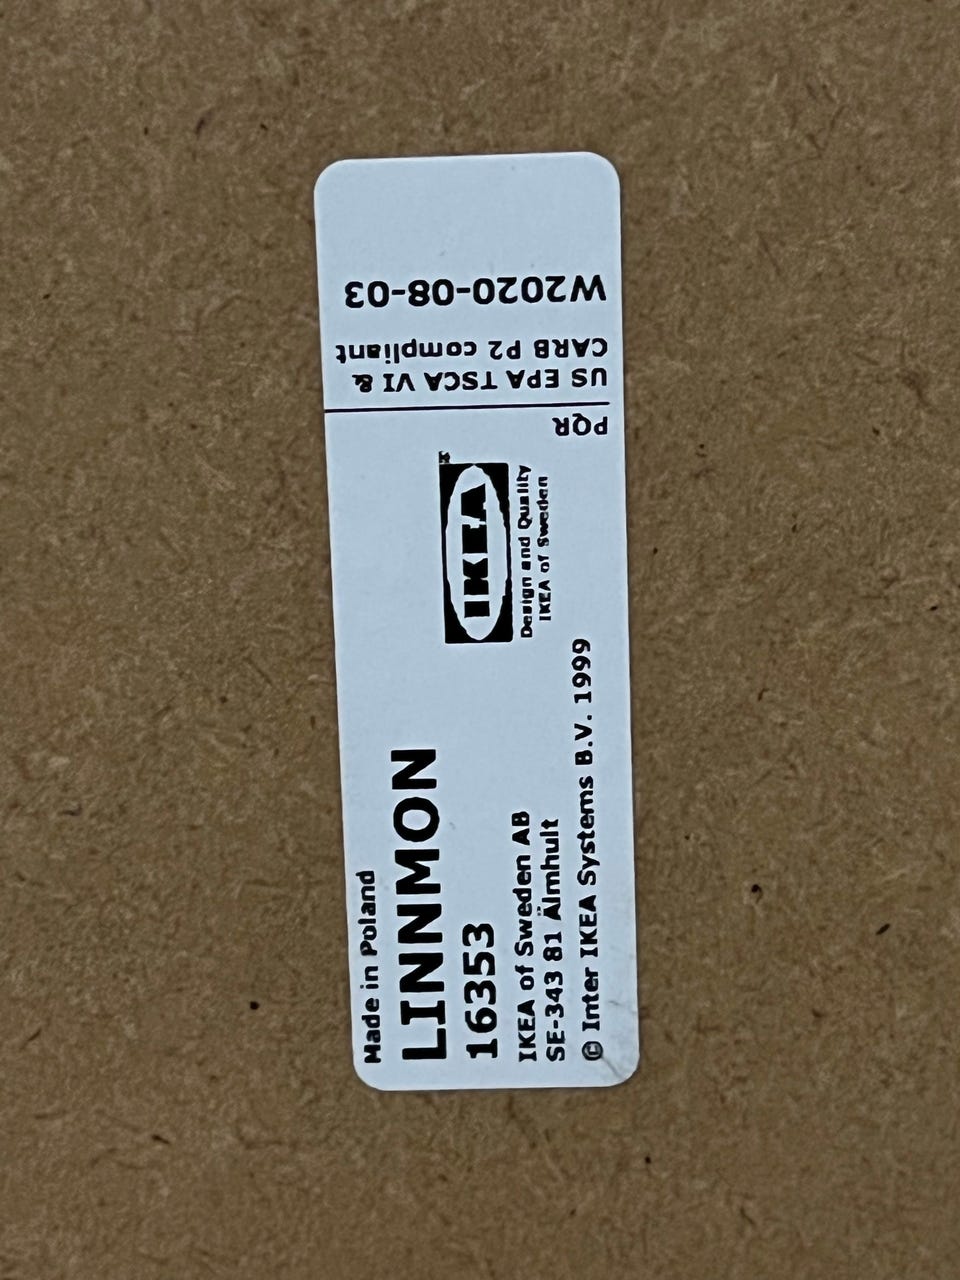 Made in Poland
LINNMON
16353
IKEA of Sweden AB
SE-343 81 Älmhult
© Inter IKEA Systems B.V. 1999
IKEA®
Design and Quality
IKEA of Sweden
PQR
US EPA TSCA VI &
CARB P2 compliant
W2020-08-03